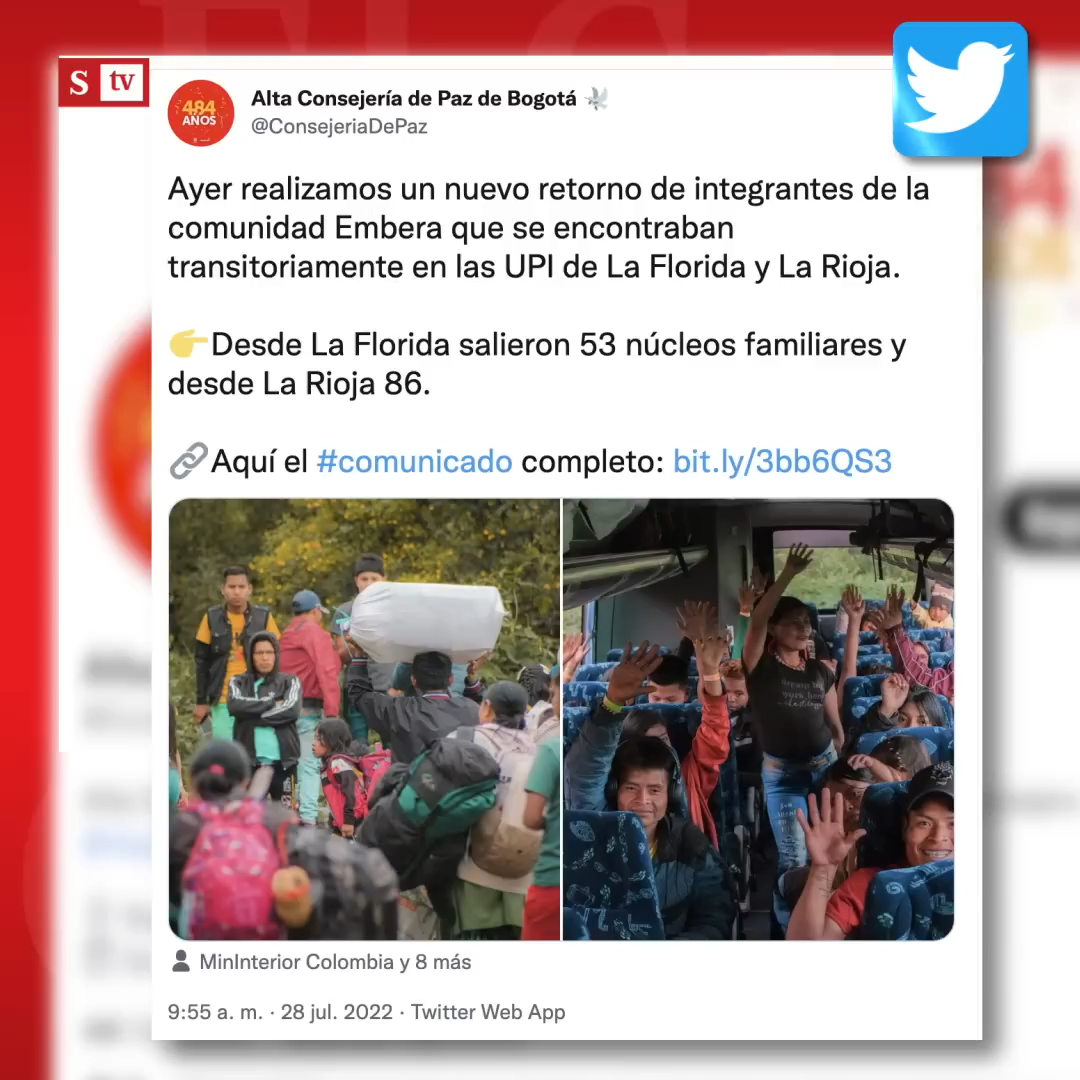 S tv
484
AÑOS
Alta Consejería de Paz de Bogotá
@ConsejeriaDePaz
Ayer realizamos un nuevo retorno de integrantes de la
comunidad Embera que se encontraban
transitoriamente en las UPI de La Florida y La Rioja.
Desde La Florida salieron 53 núcleos familiares y
desde La Rioja 86.
Aquí el #comunicado completo: bit.ly/3bb6QS3
MinInterior Colombia y 8 más
9:55 a. m. · 28 jul. 2022 · Twitter Web App